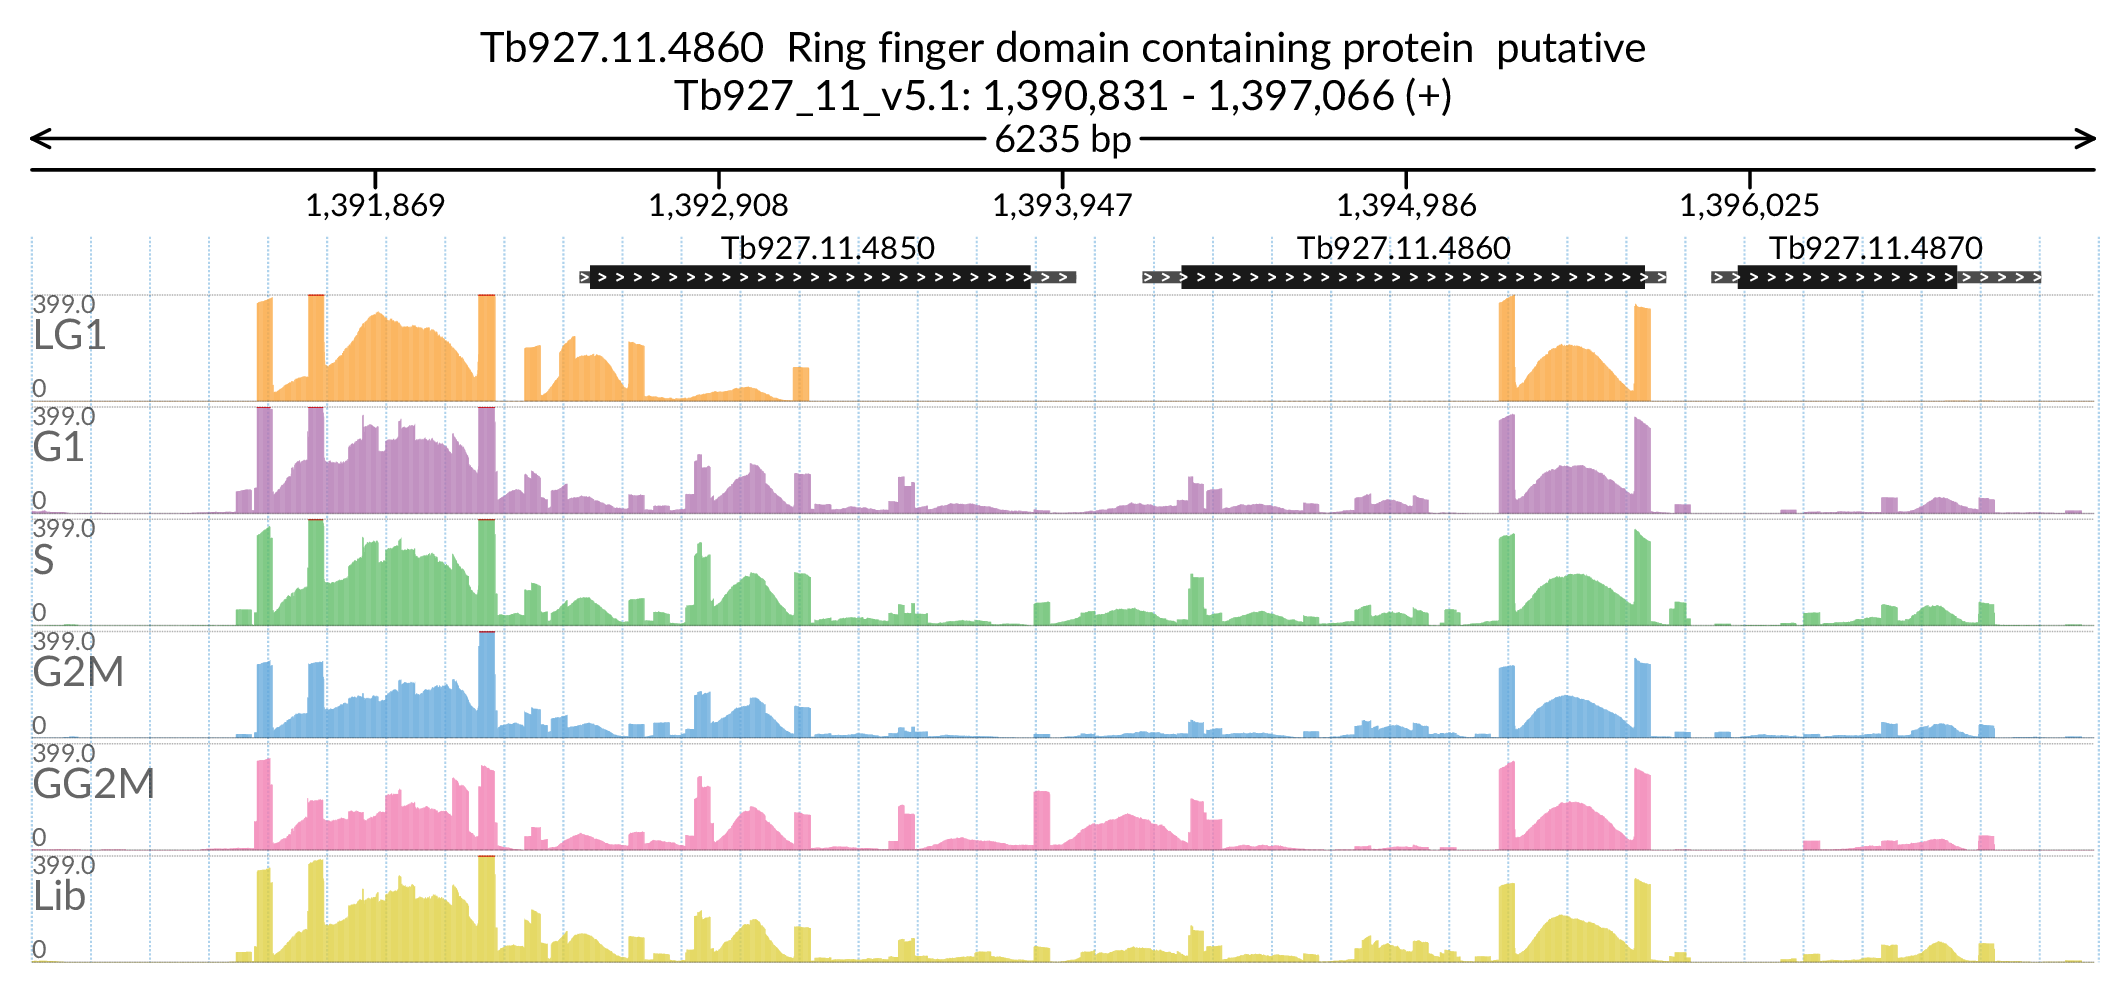 Tb927.11.4860  Ring finger domain containing protein  putative
Tb927_11_v5.1: 1,390,831 - 1,397,066 (+)
6235 bp
1,391,869 1,392,908 1,393,947 1,394,986 1,396,025
Tb927.11.4850 Tb927.11.4860 Tb927.11.4870
399.0
LG1
0
399.0
G1
0
399.0
S
0
399.0
G2M
0
399.0
GG2M
0
399.0
Lib
0